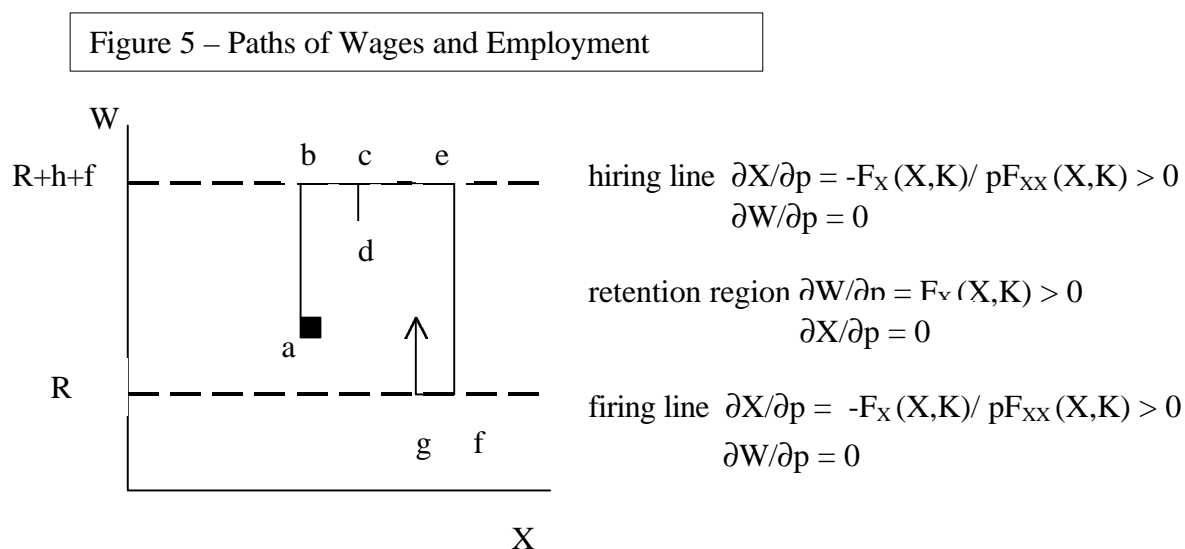 Figure 5 – Paths of Wages and Employment
W
R+h+f
b c e
d
a
R
g f
X
hiring line ∂X/∂p = -F_X(X,K)/ pF_XX(X,K) > 0
∂W/∂p = 0
retention region ∂W/∂p = F_X(X,K) > 0
∂X/∂p = 0
firing line ∂X/∂p = -F_X(X,K)/ pF_XX(X,K) > 0
∂W/∂p = 0